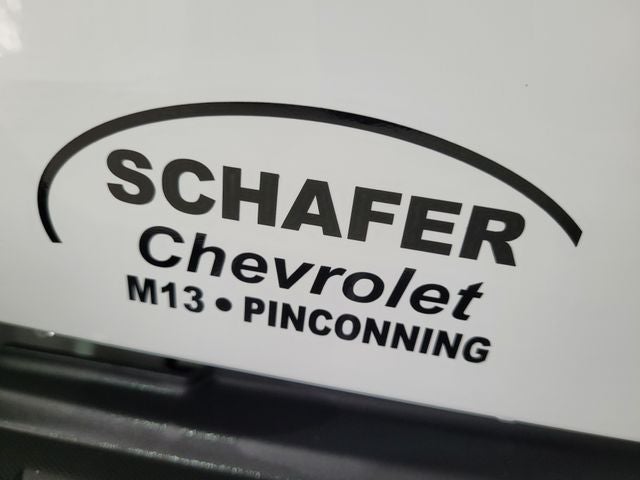 SCHAFER
Chevrolet
M13 • PINCONNING